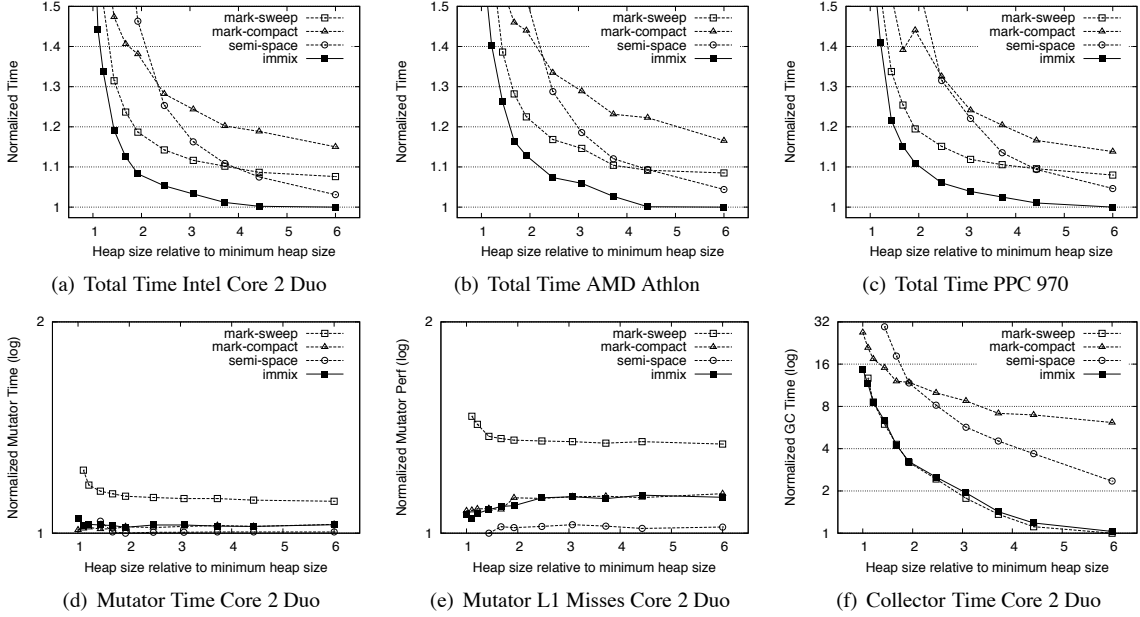 1.5
1.4
1.3
1.2
1.1
1
Normalized Time
mark-sweep
mark-compact
semi-space
immix
1 2 3 4 5 6
Heap size relative to minimum heap size
(a) Total Time Intel Core 2 Duo
1.5
1.4
1.3
1.2
1.1
1
Normalized Time
mark-sweep
mark-compact
semi-space
immix
1 2 3 4 5 6
Heap size relative to minimum heap size
(b) Total Time AMD Athlon
1.5
1.4
1.3
1.2
1.1
1
Normalized Time
mark-sweep
mark-compact
semi-space
immix
1 2 3 4 5 6
Heap size relative to minimum heap size
(c) Total Time PPC 970
2
1
Normalized Mutator Time (log)
mark-sweep
mark-compact
semi-space
immix
1 2 3 4 5 6
Heap size relative to minimum heap size
(d) Mutator Time Core 2 Duo
2
1
Normalized Mutator Perf (log)
mark-sweep
mark-compact
semi-space
immix
1 2 3 4 5 6
Heap size relative to minimum heap size
(e) Mutator L1 Misses Core 2 Duo
32
16
8
4
2
1
Normalized GC Time (log)
mark-sweep
mark-compact
semi-space
immix
1 2 3 4 5 6
Heap size relative to minimum heap size
(f) Collector Time Core 2 Duo